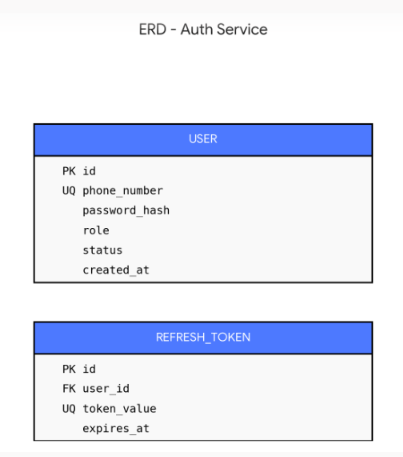 ERD - Auth Service
USER
PK id
UQ phone_number
password_hash
role
status
created_at
REFRESH_TOKEN
PK id
FK user_id
UQ token_value
expires_at